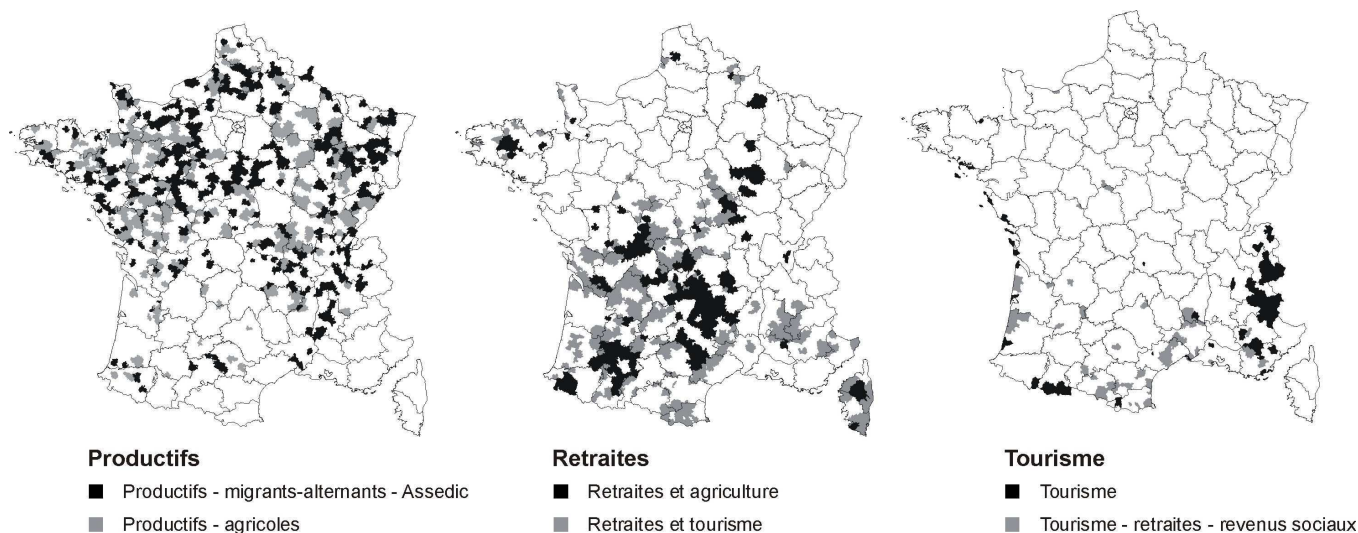 Productifs
Productifs - migrants-alternants - Assedic
Productifs - agricoles
Retraites
Retraites et agriculture
Retraites et tourisme
Tourisme
Tourisme
Tourisme - retraites - revenus sociaux